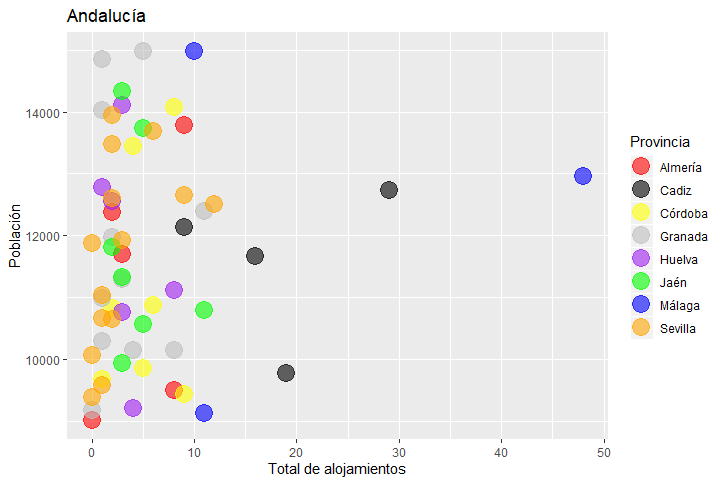 Andalucía
14000
12000
10000
Población
0
10
20
30
40
50
Total de alojamientos
Provincia
Almería
Cadiz
Córdoba
Granada
Huelva
Jaén
Málaga
Sevilla